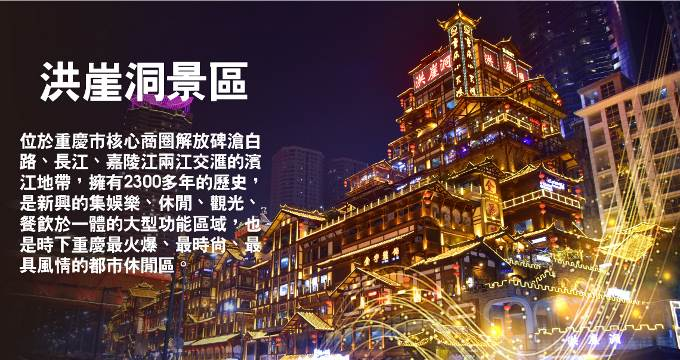 洪崖洞景區
位於重慶市核心商圈解放碑滄白
路、長江、嘉陵江兩江交滙的濱
江地帶，擁有2300多年的歷史，
是新興的集娛樂、休閒、觀光、
餐飲於一體的大型功能區域，也
是時下重慶最火爆、最時尚、最
具風情的都市休閒區。
洪崖洞